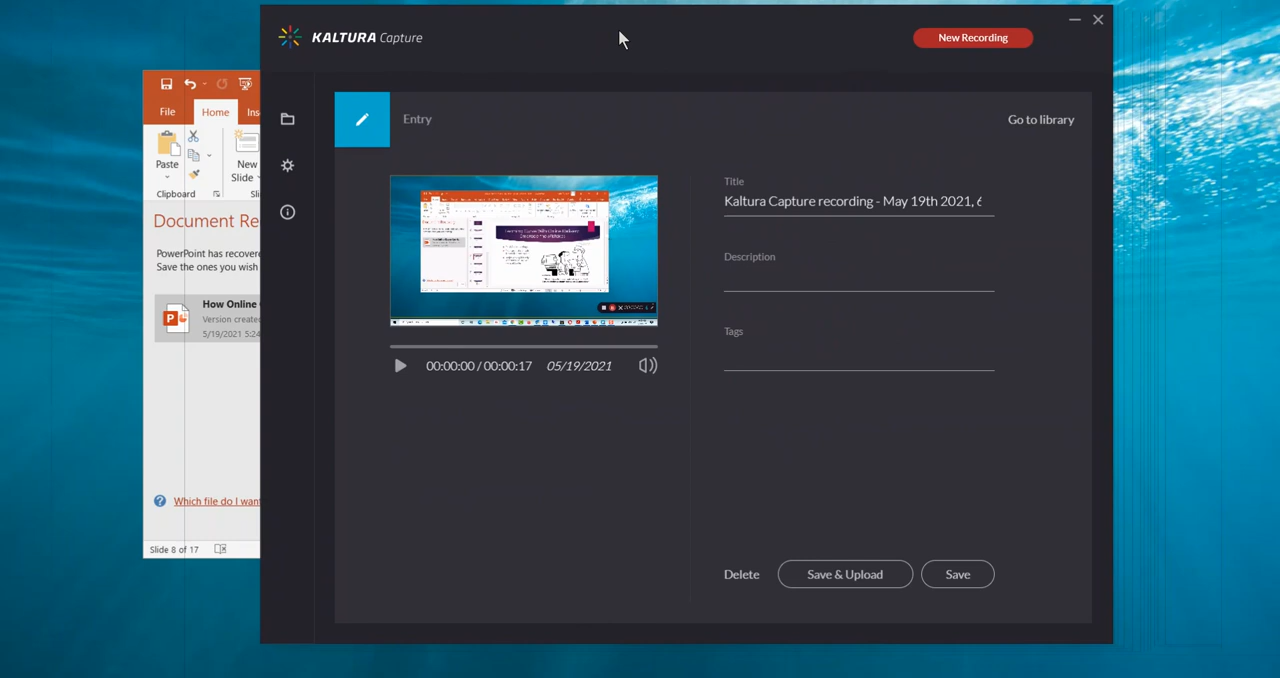 KALTURA Capture
New Recording
File
Home
Ins
Paste
New
Slide
Clipboard
Sli
Document Re
PowerPoint has recovere
Save the ones you wish
How Online
Version create
5/19/2021 5:24
Which file do I want
Slide 8 of 17
Entry
Go to library
00:00:00 / 00:00:17
05/19/2021
Title
Kaltura Capture recording - May 19th 2021, 6
Description
Tags
Delete
Save & Upload
Save